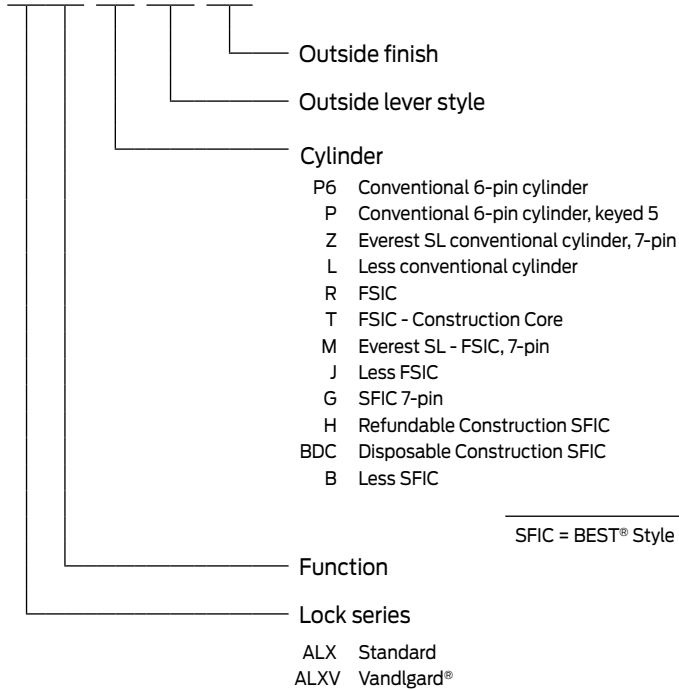 Outside finish
Outside lever style
Cylinder
P6 Conventional 6-pin cylinder
P Conventional 6-pin cylinder, keyed 5
Z Everest SL conventional cylinder, 7-pin
L Less conventional cylinder
R FSIC
T FSIC - Construction Core
M Everest SL - FSIC, 7-pin
J Less FSIC
G SFIC 7-pin
H Refundable Construction SFIC
BDC Disposable Construction SFIC
B Less SFIC
SFIC = BEST® Style
Function
Lock series
ALX Standard
ALXV Vandlgard®